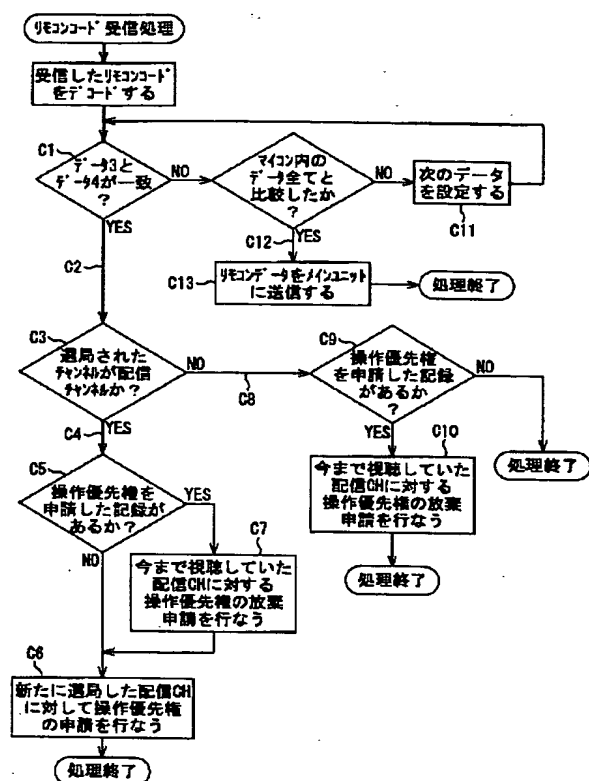 ﾘﾓｺﾝｺｰﾄﾞ 受信処理
受信したﾘﾓｺﾝｺｰﾄﾞ
をﾃﾞｺｰﾄﾞする
C1
ﾃﾞｰﾀ3と
ﾃﾞｰﾀ4が一致
?
NO
YES
ﾏｲｺﾝ内の
ﾃﾞｰﾀ全てと
比較したか
?
NO
次のﾃﾞｰﾀ
を設定する
C11
C12
YES
C13
ﾘﾓｺﾝﾃﾞｰﾀをﾒｲﾝﾕﾆｯﾄ
に送信する
処理終了
C2
C3
選局された
ﾁｬﾝﾈﾙが配信
ﾁｬﾝﾈﾙか?
NO
C8
C4
YES
C9
操作優先権
を申請した記録
があるか
?
NO
処理終了
YES
C10
今まで視聴していた
配信CHに対する
操作優先権の放棄
申請を行なう
処理終了
C5
操作優先権を
申請した記録が
あるか?
YES
NO
C7
今まで視聴していた
配信CHに対する
操作優先権の放棄
申請を行なう
C6
新たに選局した配信CH
に対して操作優先権
の申請を行なう
処理終了